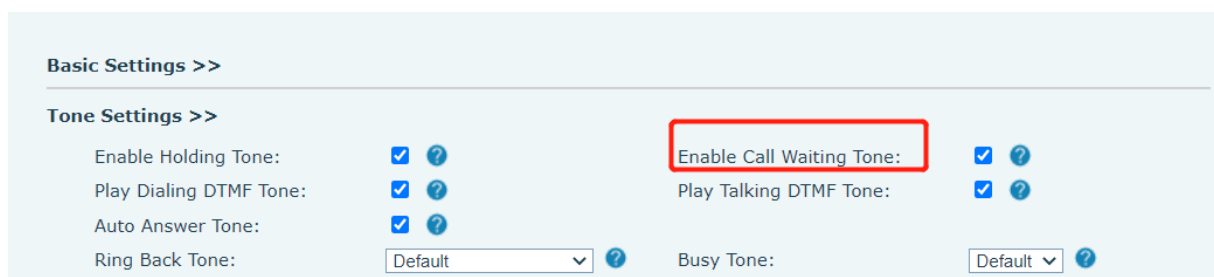 Basic Settings >>
Tone Settings >>
Enable Holding Tone: ? Enable Call Waiting Tone: ?
Play Dialing DTMF Tone: ? Play Talking DTMF Tone: ?
Auto Answer Tone: ?
Ring Back Tone: Default ? Busy Tone: Default ?